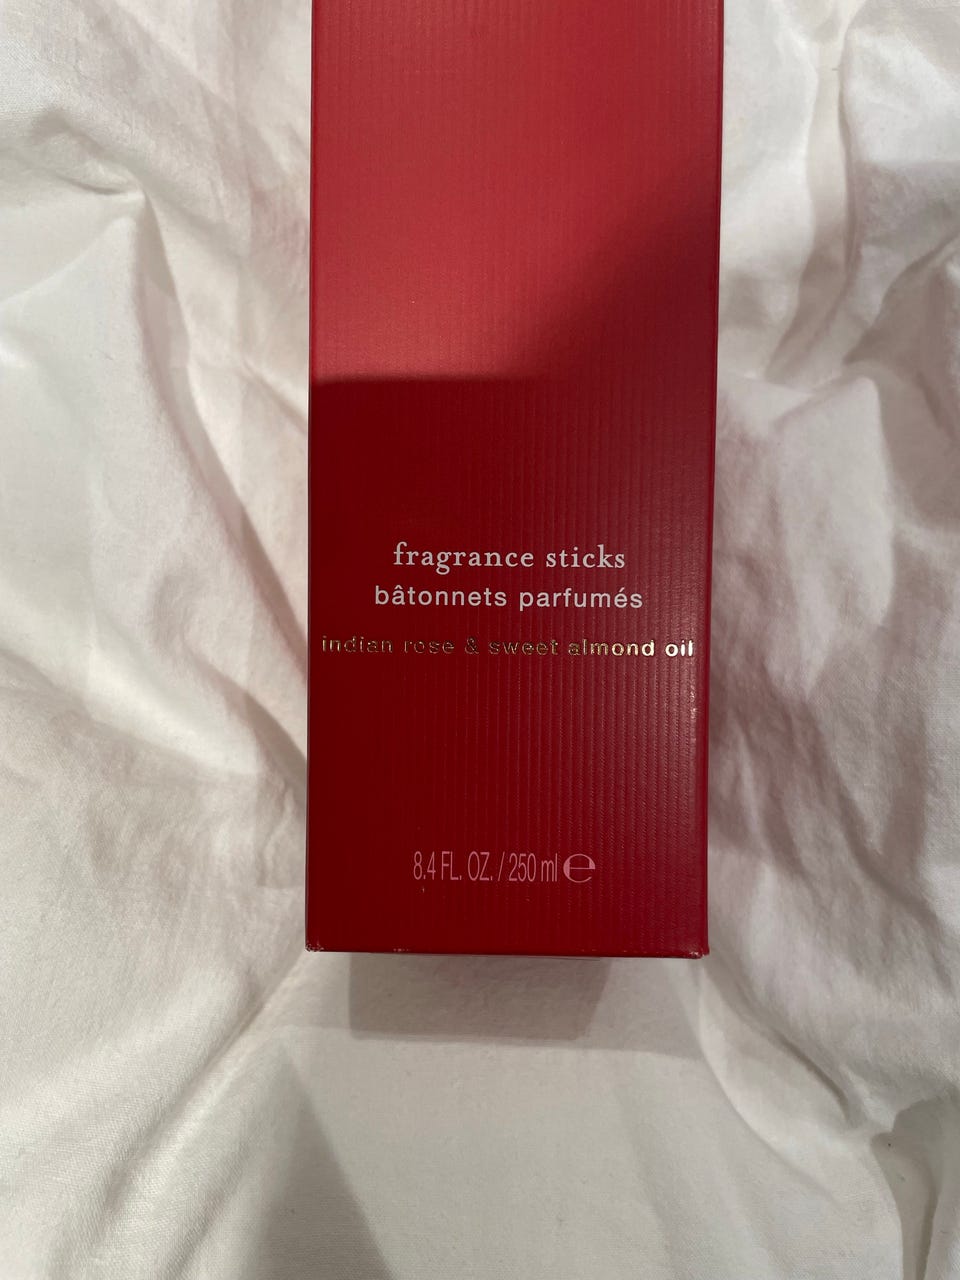 fragrance sticks
bâtonnets parfumés
indian rose & sweet almond oil
8.4 FL. OZ. / 250 ml ℮